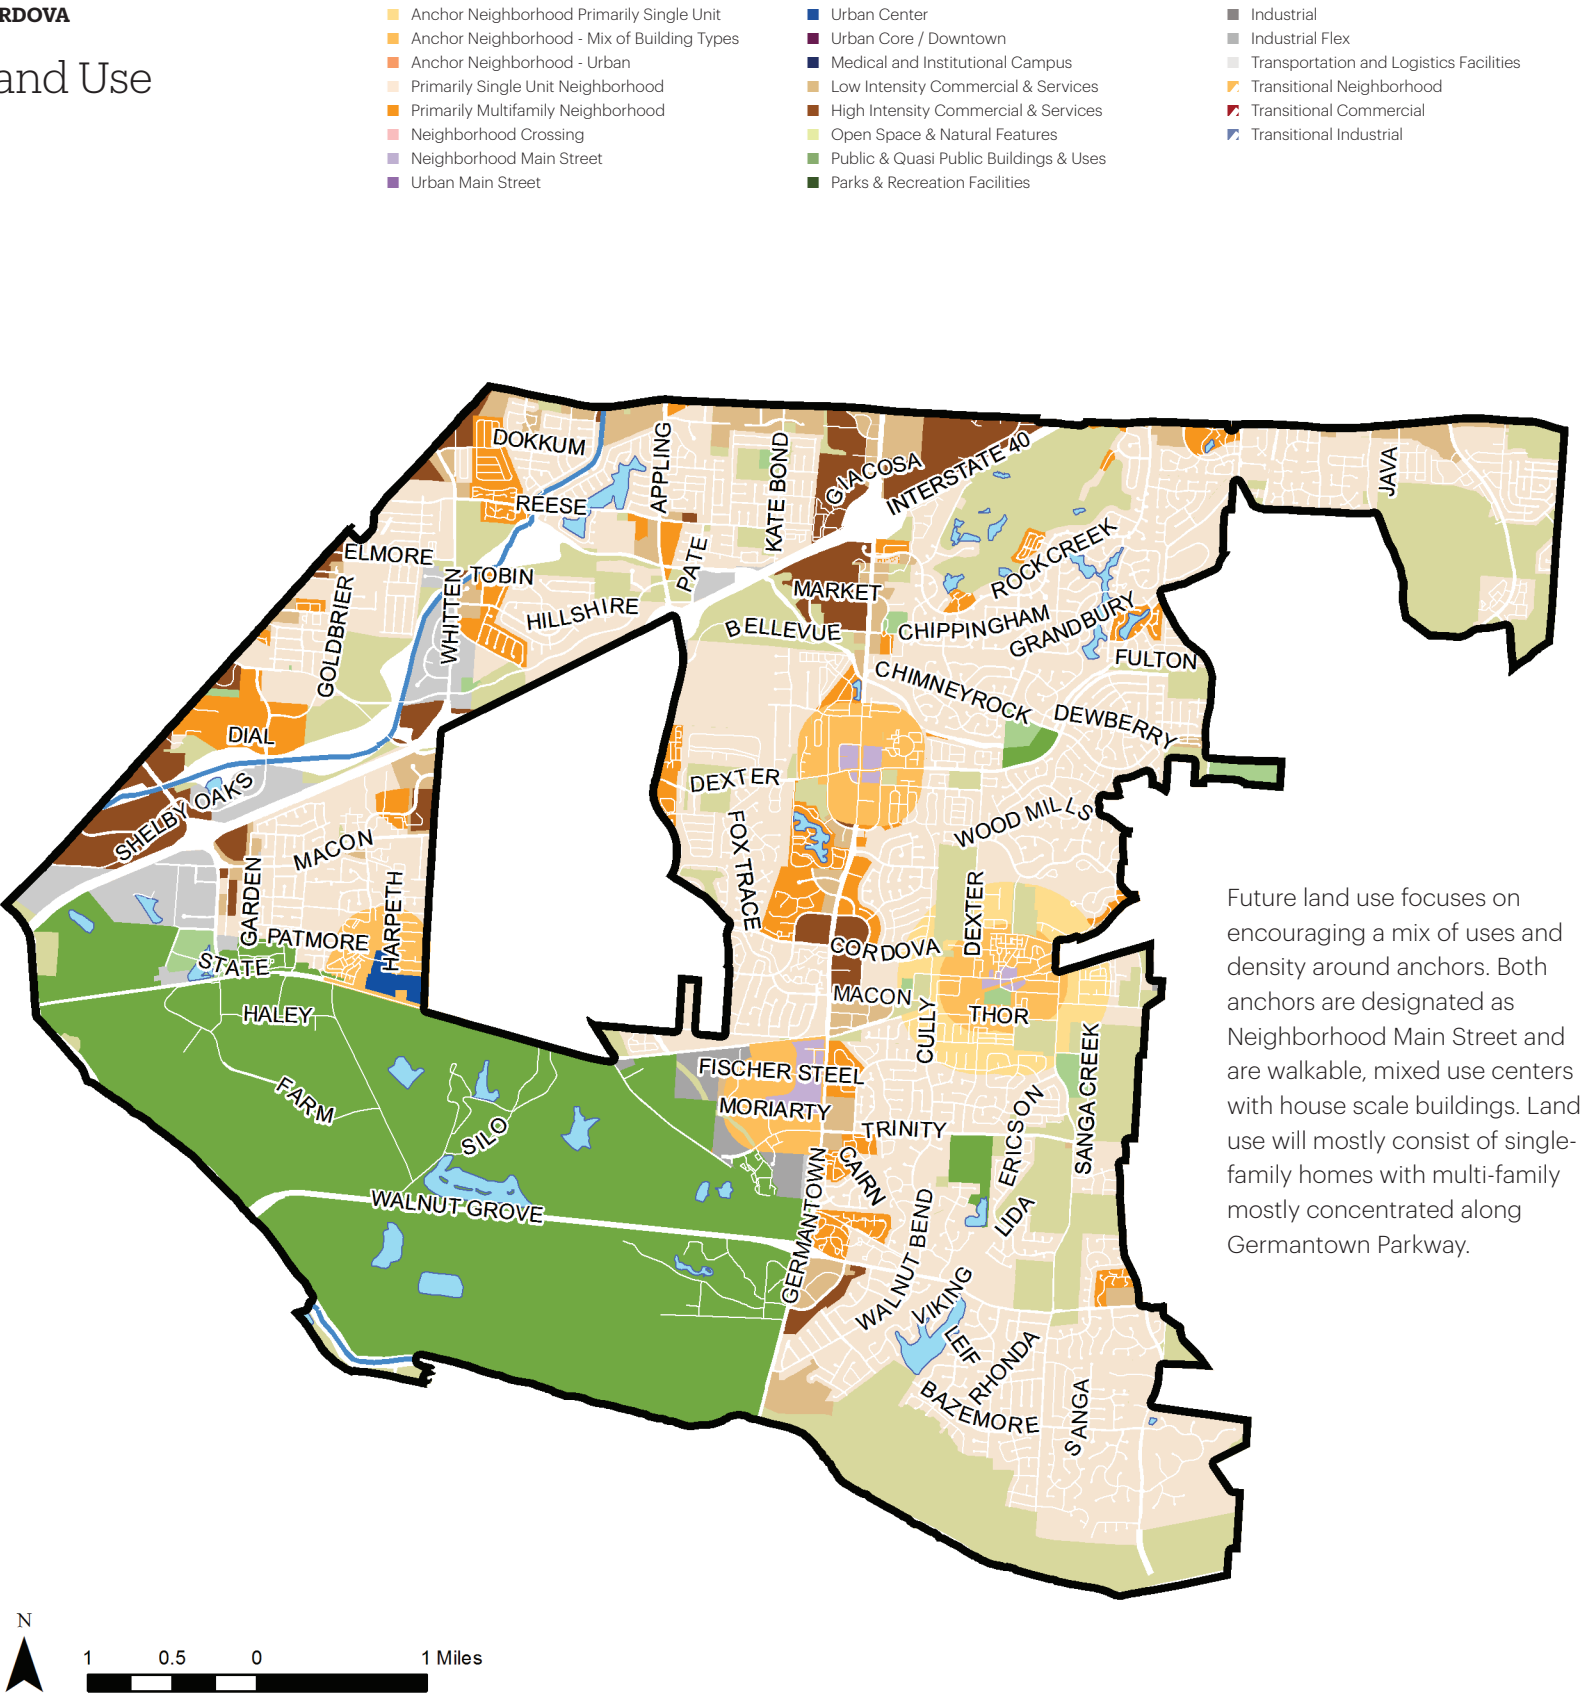 RDOVA
and Use
Anchor Neighborhood Primarily Single Unit
Anchor Neighborhood - Mix of Building Types
Anchor Neighborhood - Urban
Primarily Single Unit Neighborhood
Primarily Multifamily Neighborhood
Neighborhood Crossing
Neighborhood Main Street
Urban Main Street
Urban Center
Urban Core / Downtown
Medical and Institutional Campus
Low Intensity Commercial & Services
High Intensity Commercial & Services
Open Space & Natural Features
Public & Quasi Public Buildings & Uses
Parks & Recreation Facilities
Industrial
Industrial Flex
Transportation and Logistics Facilities
Transitional Neighborhood
Transitional Commercial
Transitional Industrial
DOKKUM
APPLING
KATE BOND
GIACOSA
INTERSTATE 40
JAVA
REESE
ELMORE
TOBIN
PATE
ROCKCREEK
WHITTEN
GOLDBRIER
HILLSHIRE
MARKET
BELLEVUE
CHIPPINGHAM
GRANDBURY
FULTON
CHIMNEYROCK
DEWBERRY
DIAL
DEXTER
SHELBY OAKS
MACON
FOX TRACE
WOOD MILLS
GARDEN
HARPETH
DEXTER
PATMORE
CORDOVA
STATE
MACON
CULLY
THOR
HALEY
FISCHER STEEL
MORIARTY
FARM
SILO
TRINITY
ERICSON
SANGA CREEK
CAIRN
WALNUT GROVE
GERMANTOWN
WALNUT BEND
LIDA
VIKING
LEIF
RHONDA
BAZEMORE
SANGA
Future land use focuses on
encouraging a mix of uses and
density around anchors. Both
anchors are designated as
Neighborhood Main Street and
are walkable, mixed use centers
with house scale buildings. Land
use will mostly consist of single-
family homes with multi-family
mostly concentrated along
Germantown Parkway.
N
1 0.5 0 1 Miles